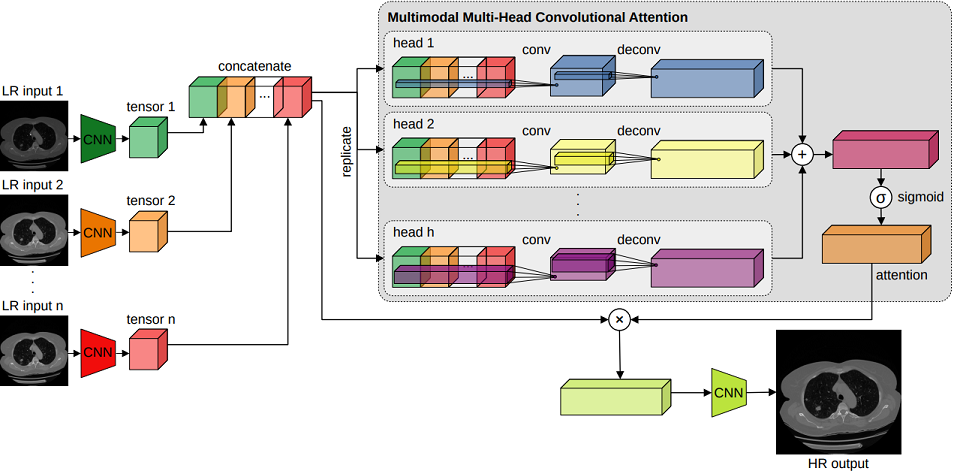 Multimodal Multi-Head Convolutional Attention
head 1
conv
deconv
concatenate
...
...
LR input 1
tensor 1
CNN
replicate
head 2
conv
deconv
...
+
LR input 2
tensor 2
CNN
σ
sigmoid
head h
conv
deconv
...
attention
LR input n
tensor n
CNN
×
CNN
HR output